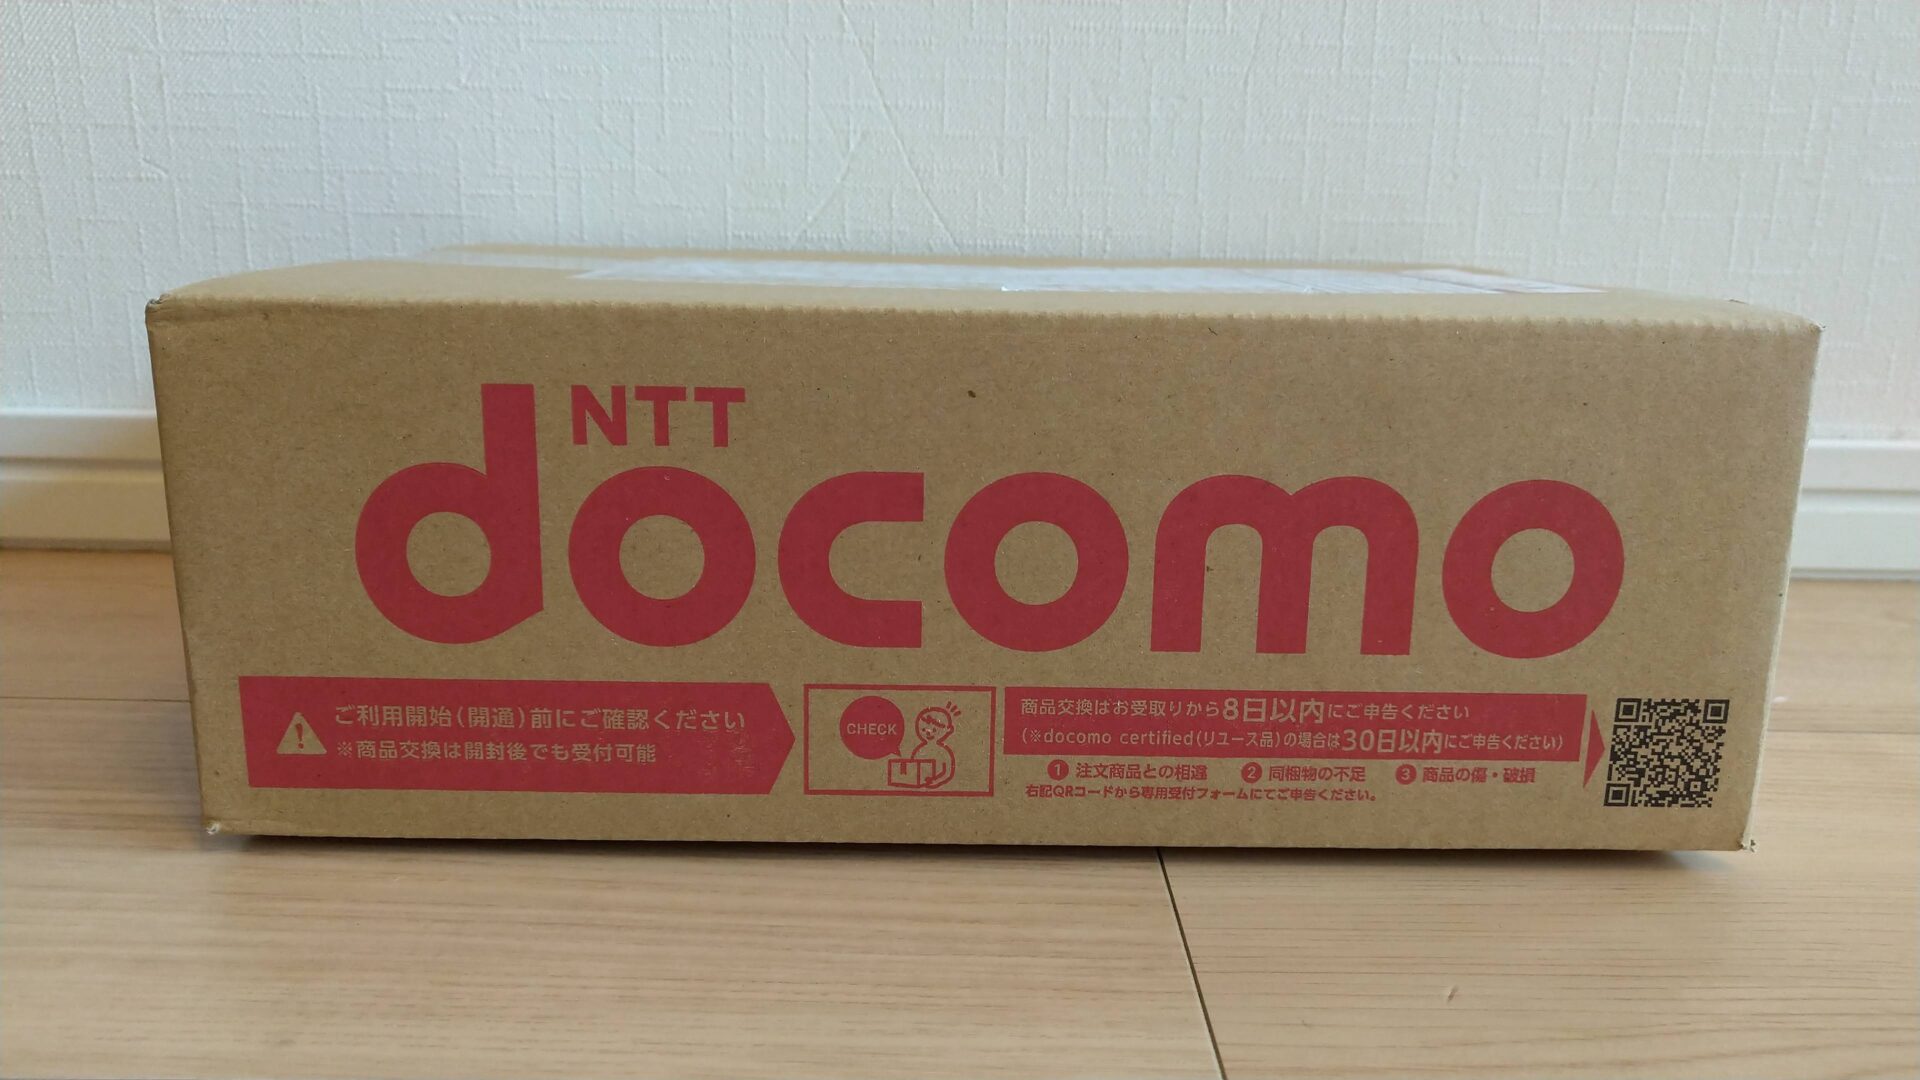 NTT
docomo
ご利用開始(開通)前にご確認ください
※商品交換は開封後でも受付可能
CHECK
商品交換はお受取りから8日以内にご申告ください
(※docomo certified(リユース品)の場合は30日以内にご申告ください)
❶ 注文商品との相違 ❷ 同梱物の不足 ❸ 商品の傷・破損
右記QRコードから専用受付フォームにてご申告ください。